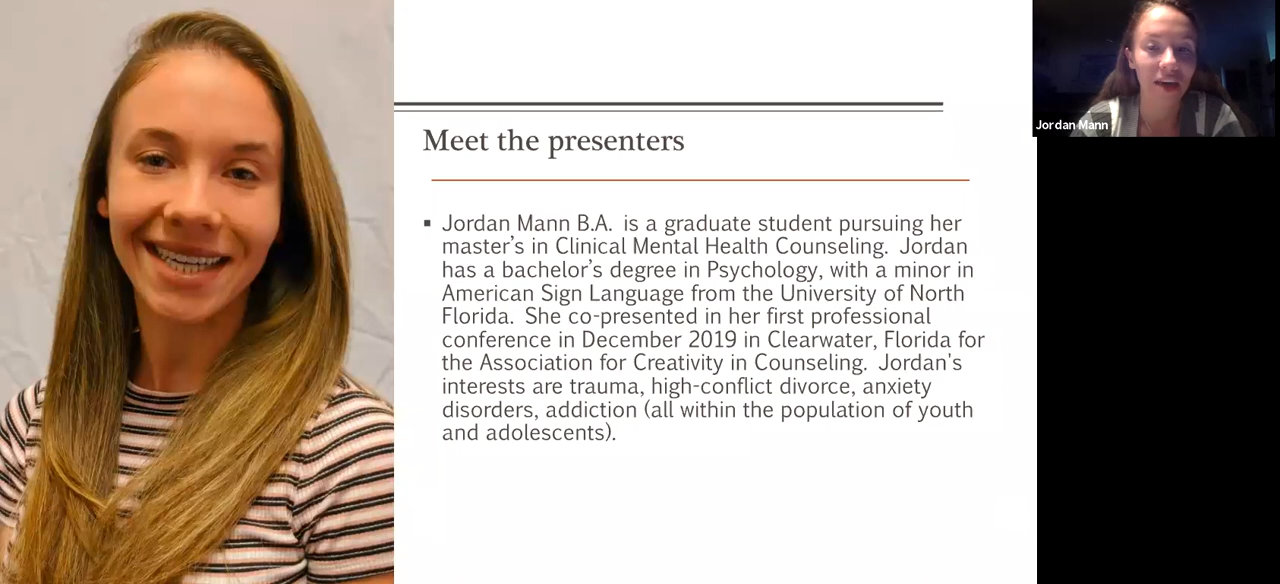 Meet the presenters
Jordan Mann
▪ Jordan Mann B.A.  is a graduate student pursuing her
master’s in Clinical Mental Health Counseling.  Jordan
has a bachelor’s degree in Psychology, with a minor in
American Sign Language from the University of North
Florida.  She co-presented in her first professional
conference in December 2019 in Clearwater, Florida for
the Association for Creativity in Counseling.  Jordan's
interests are trauma, high-conflict divorce, anxiety
disorders, addiction (all within the population of youth
and adolescents).